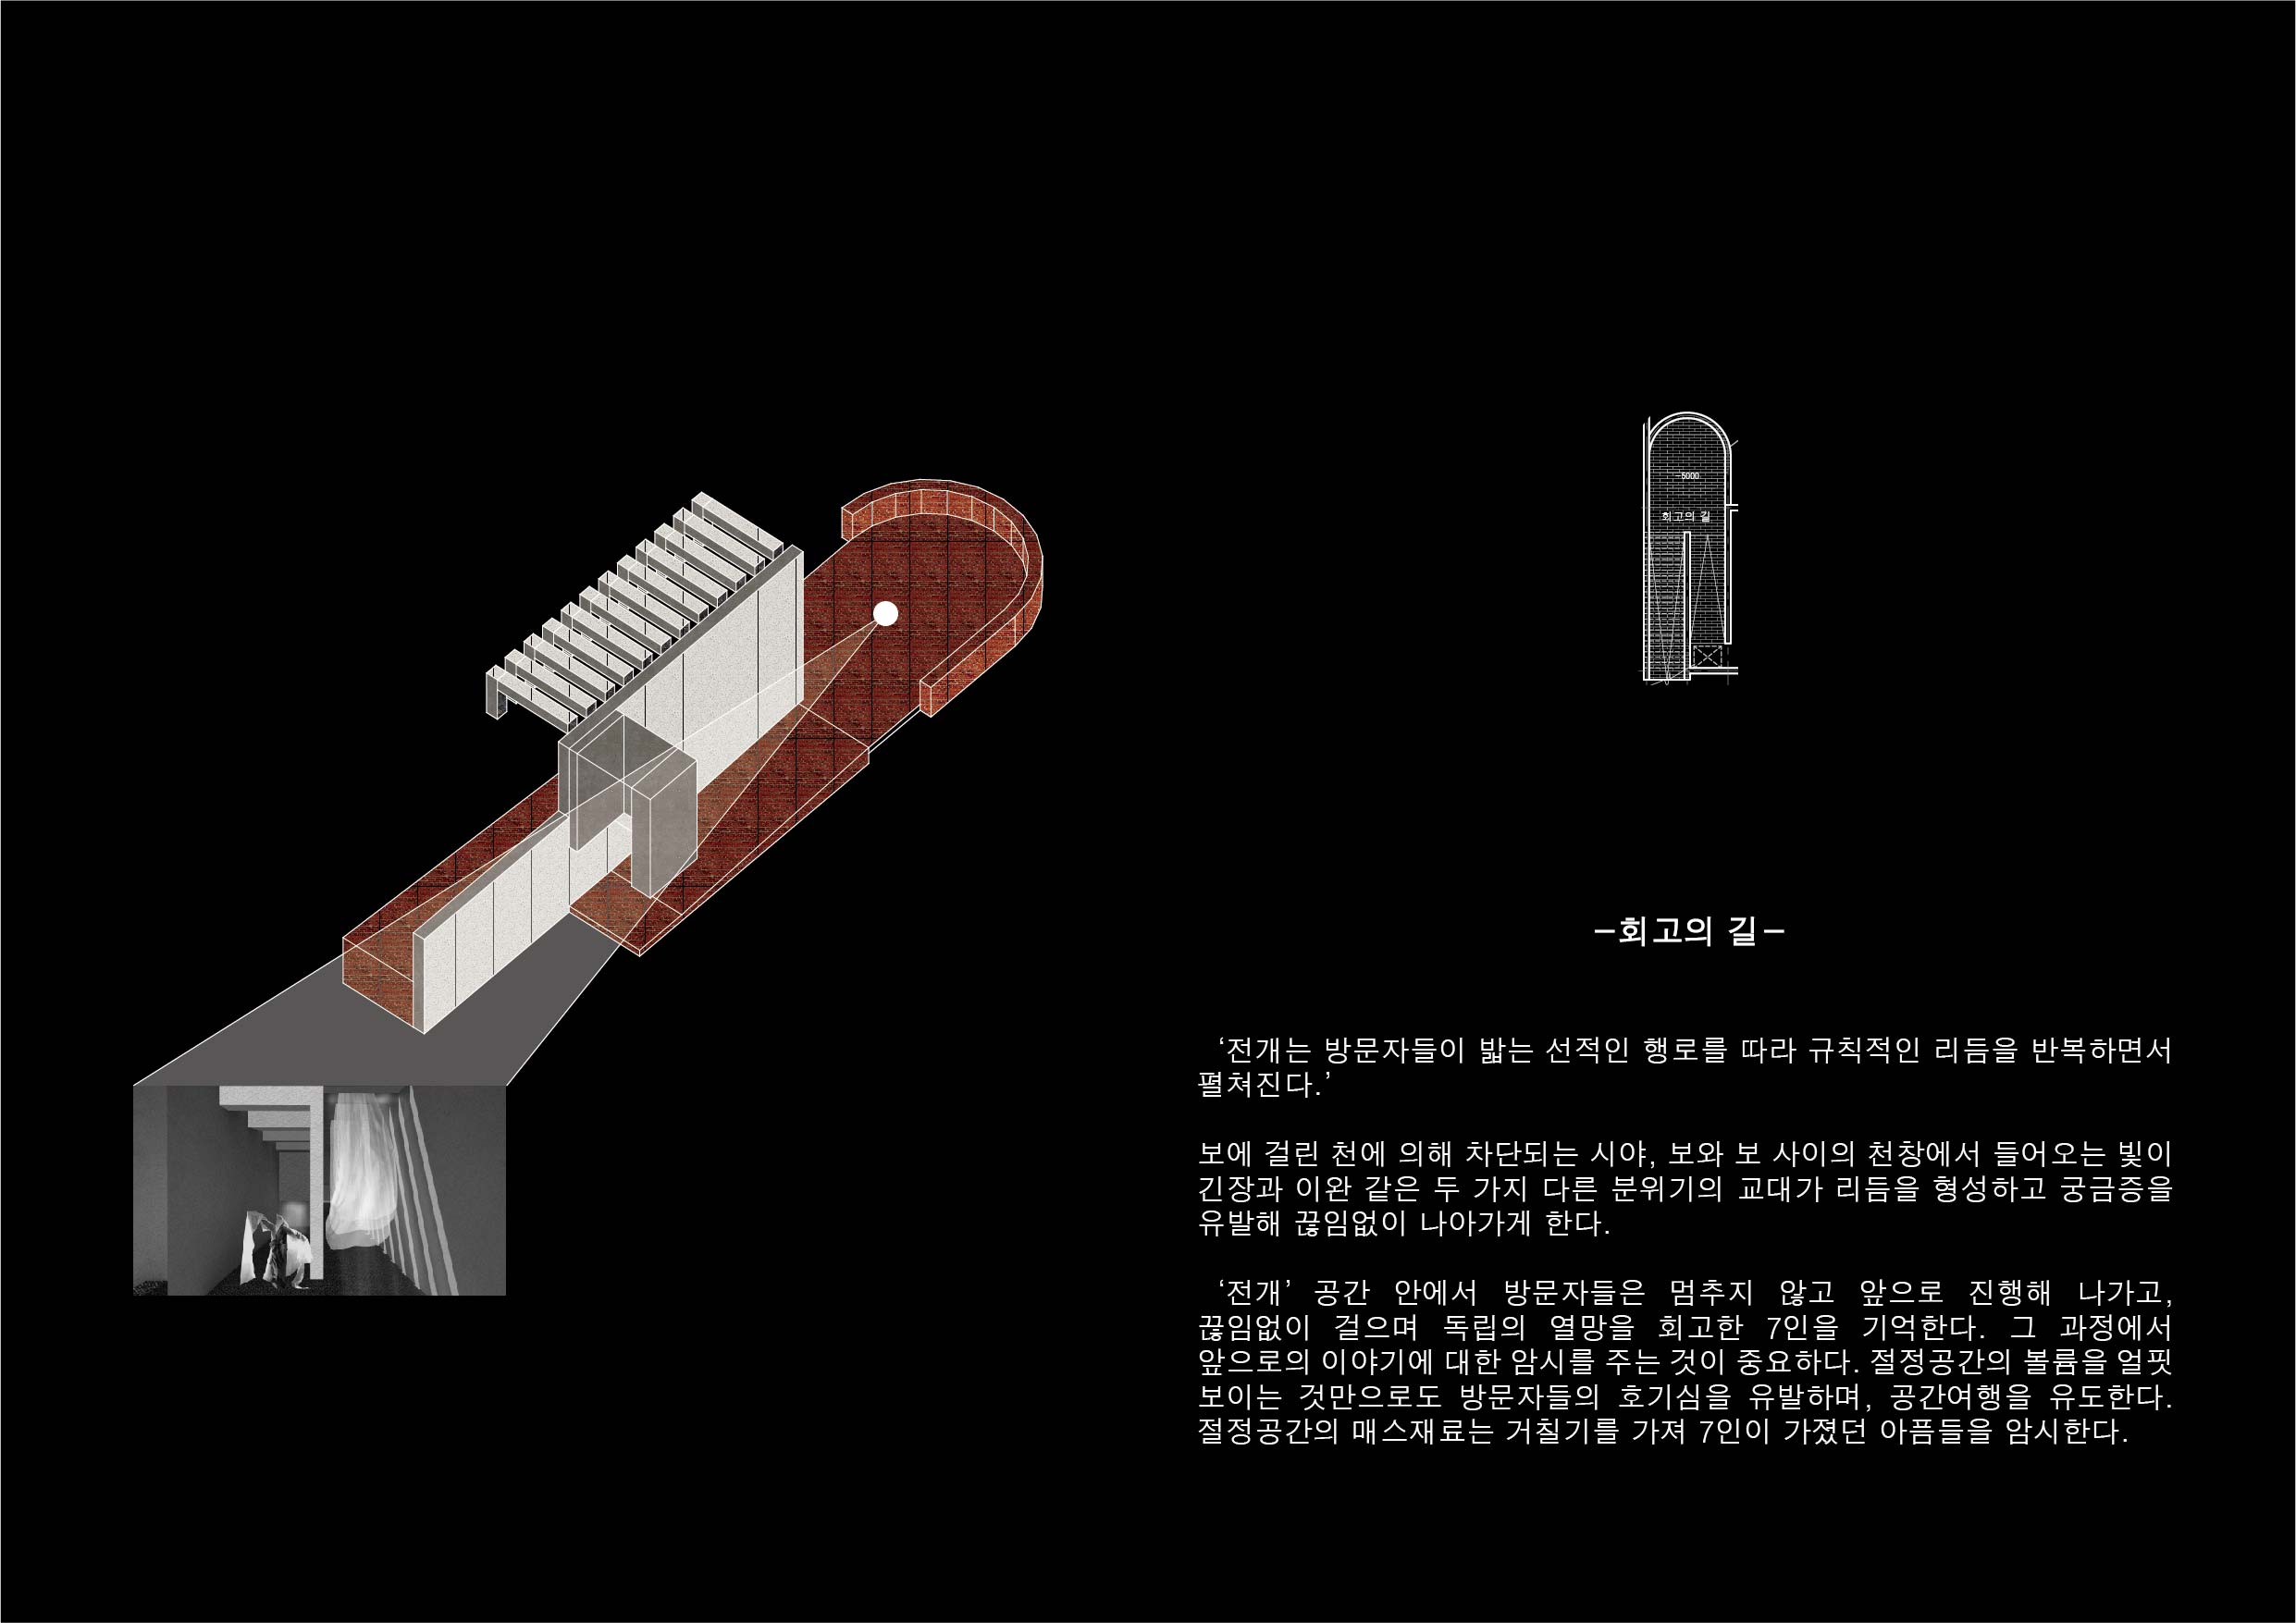 -5000
회고의 길
-회고의 길-
‘전개는 방문자들이 밟는 선적인 행로를 따라 규칙적인 리듬을 반복하면서
펼쳐진다.’
보에 걸린 천에 의해 차단되는 시야, 보와 보 사이의 천창에서 들어오는 빛이
긴장과 이완 같은 두 가지 다른 분위기의 교대가 리듬을 형성하고 궁금증을
유발해 끊임없이 나아가게 한다.
‘전개’ 공간 안에서 방문자들은 멈추지 않고 앞으로 진행해 나가고,
끊임없이 걸으며 독립의 열망을 회고한 7인을 기억한다. 그 과정에서
앞으로의 이야기에 대한 암시를 주는 것이 중요하다. 절정공간의 볼륨을 얼핏
보이는 것만으로도 방문자들의 호기심을 유발하며, 공간여행을 유도한다.
절정공간의 매스재료는 거칠기를 가져 7인이 가졌던 아픔들을 암시한다.